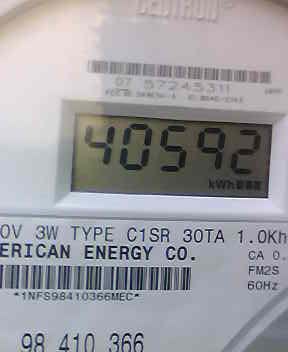 CENTRON
07 57245311
40592
kWh
0V 3W TYPE C1SR 30TA 1.0Kh
ERICAN ENERGY CO.
CA 0.
FM2S
*1NFS98410366MEC*
60Hz
98 410 366